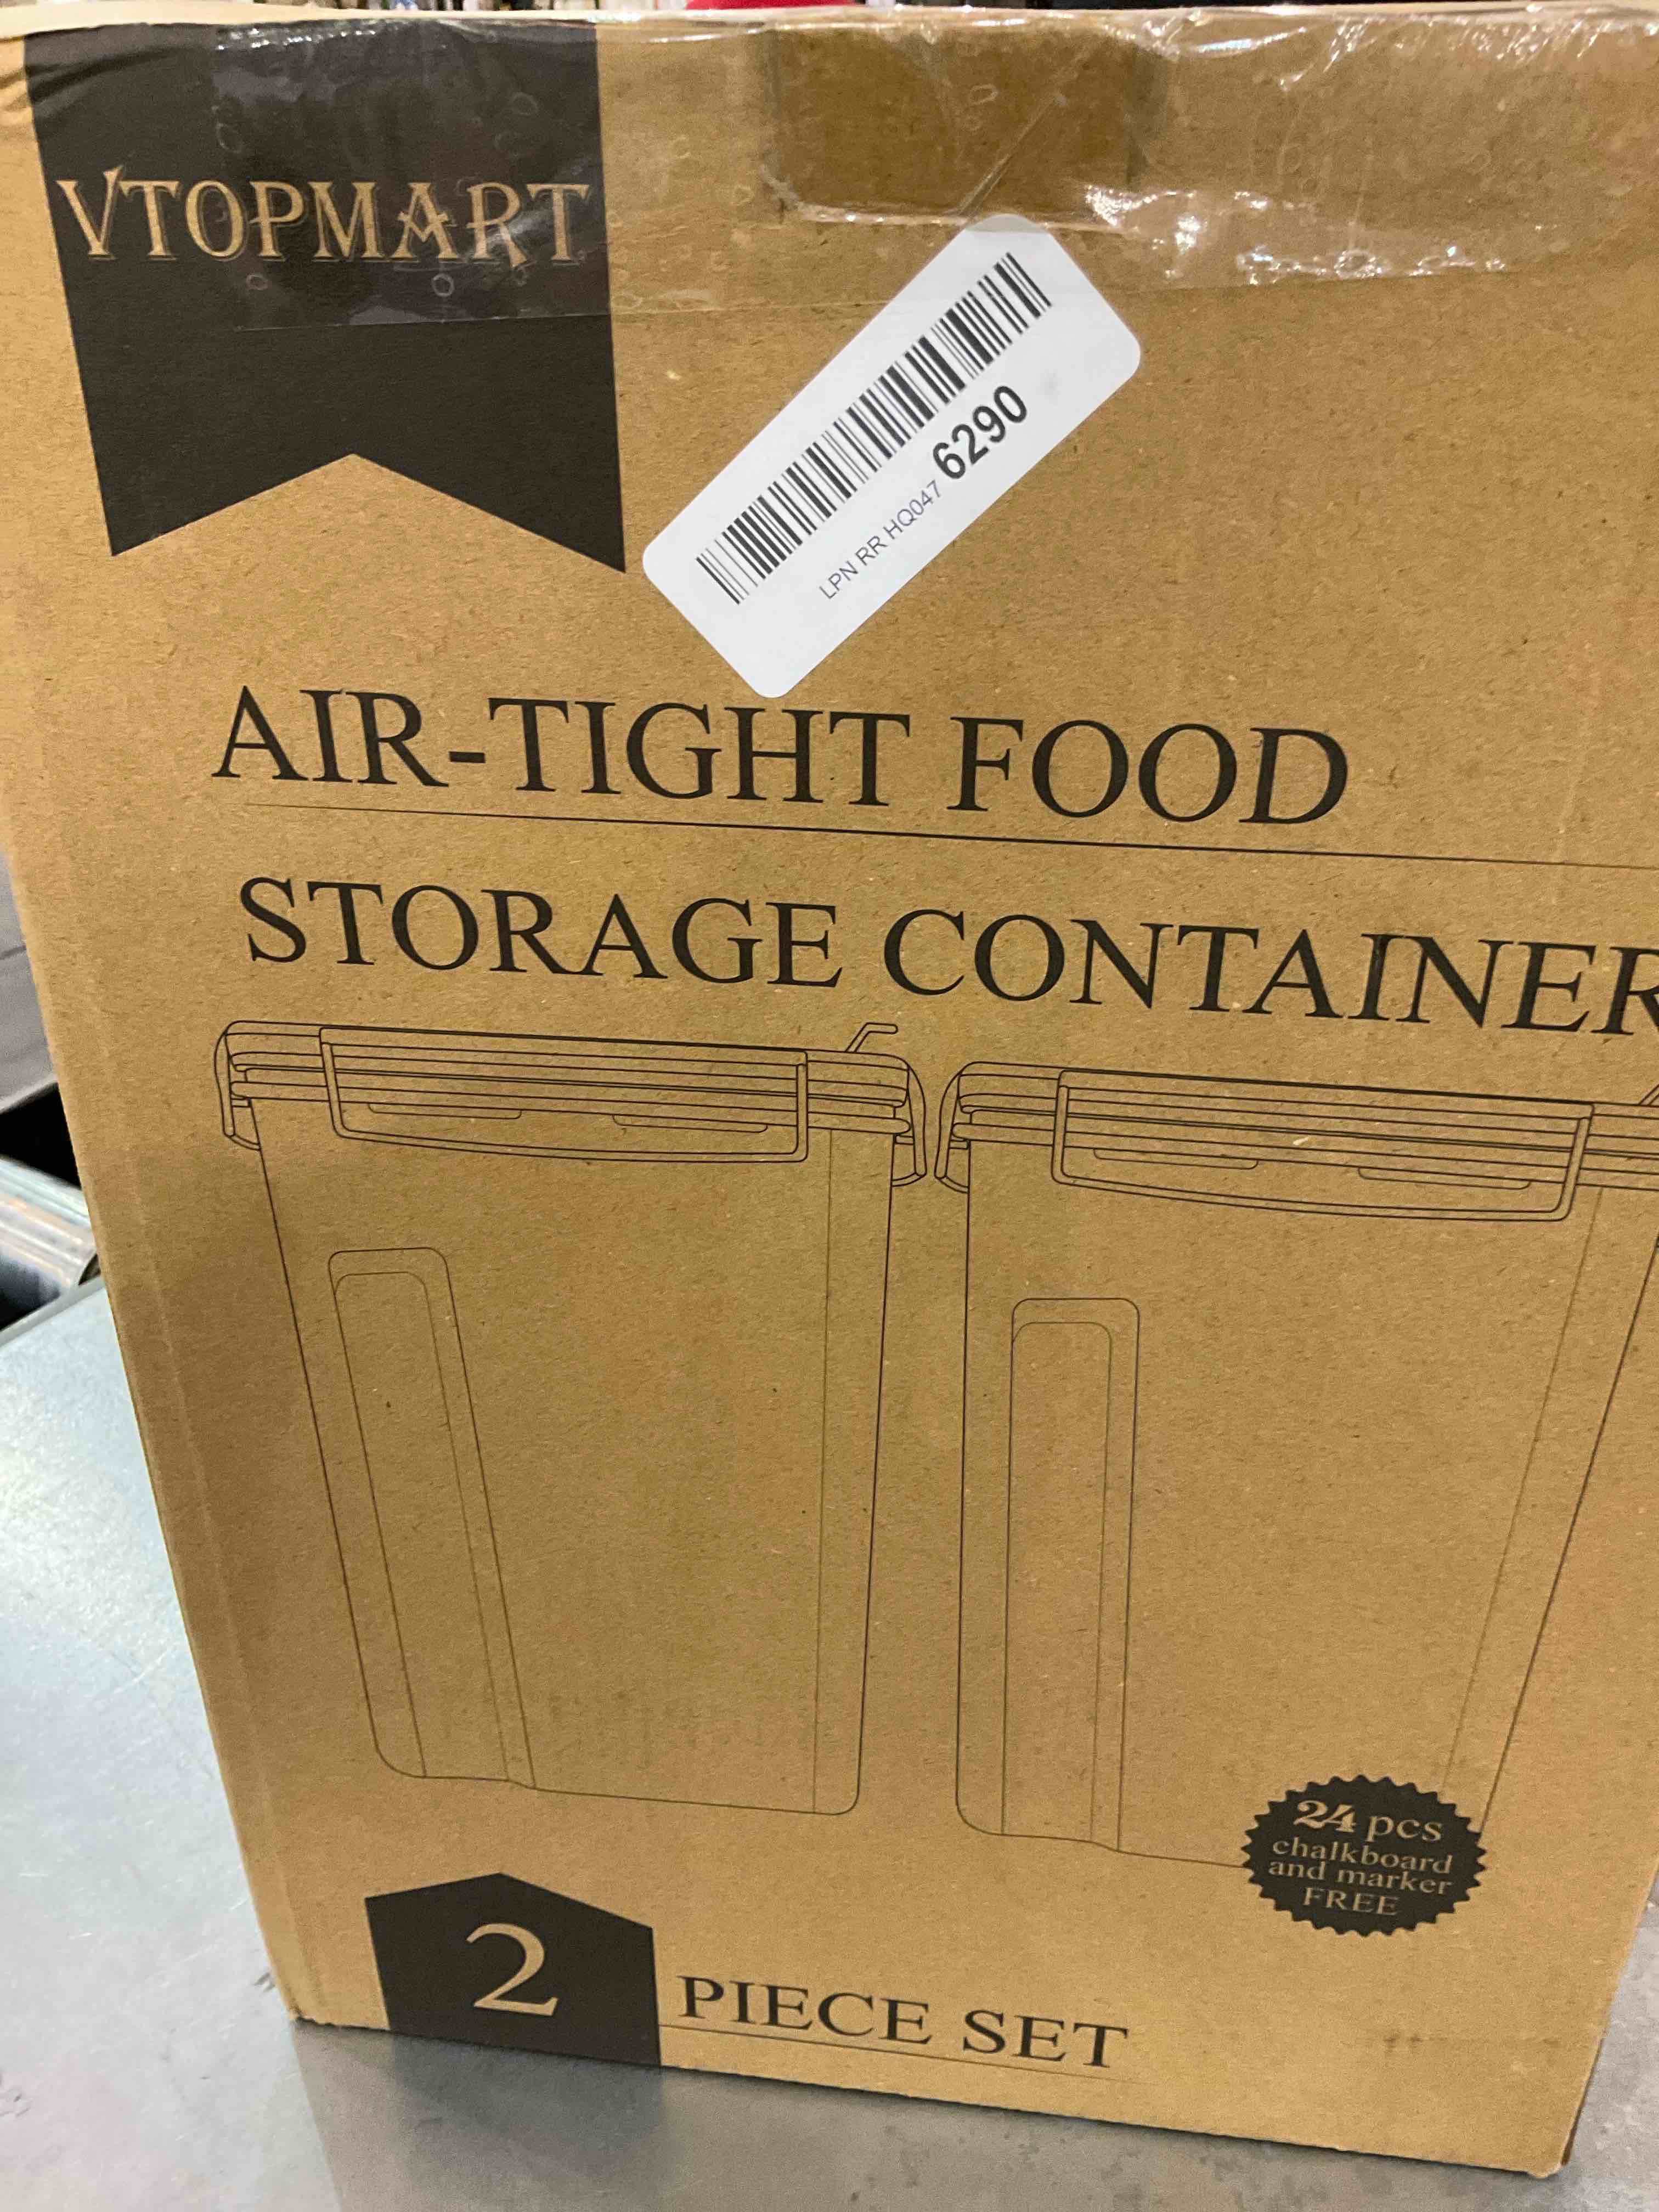 VTOPMART
LPN RR HQ047 6290
AIR-TIGHT FOOD
STORAGE CONTAINER
24 pcs
chalkboard
and marker
FREE
2 PIECE SET